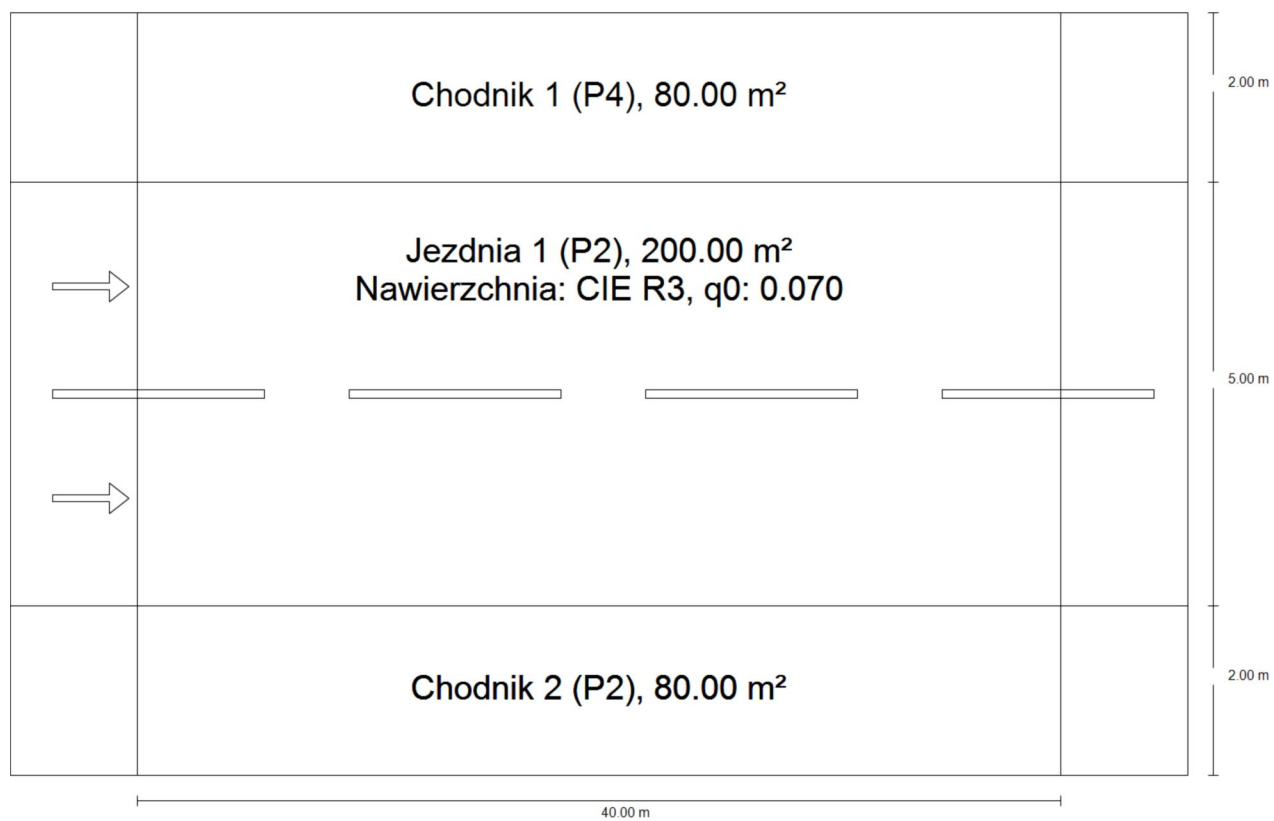 Chodnik 1 (P4), 80.00 m²
2.00 m
Jezdnia 1 (P2), 200.00 m²
Nawierzchnia: CIE R3, q0: 0.070
5.00 m
Chodnik 2 (P2), 80.00 m²
2.00 m
40.00 m